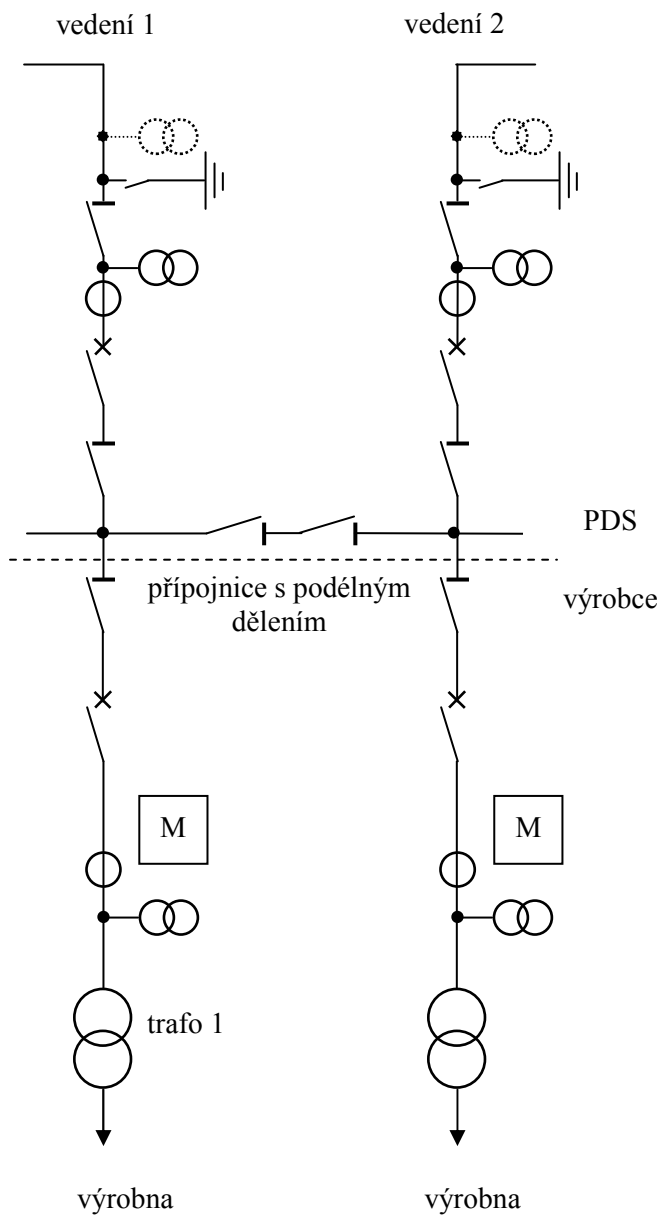 vedení 1
vedení 2
PDS
přípojnice s podélným
dělením
výrobce
M
M
trafo 1
výrobna
výrobna